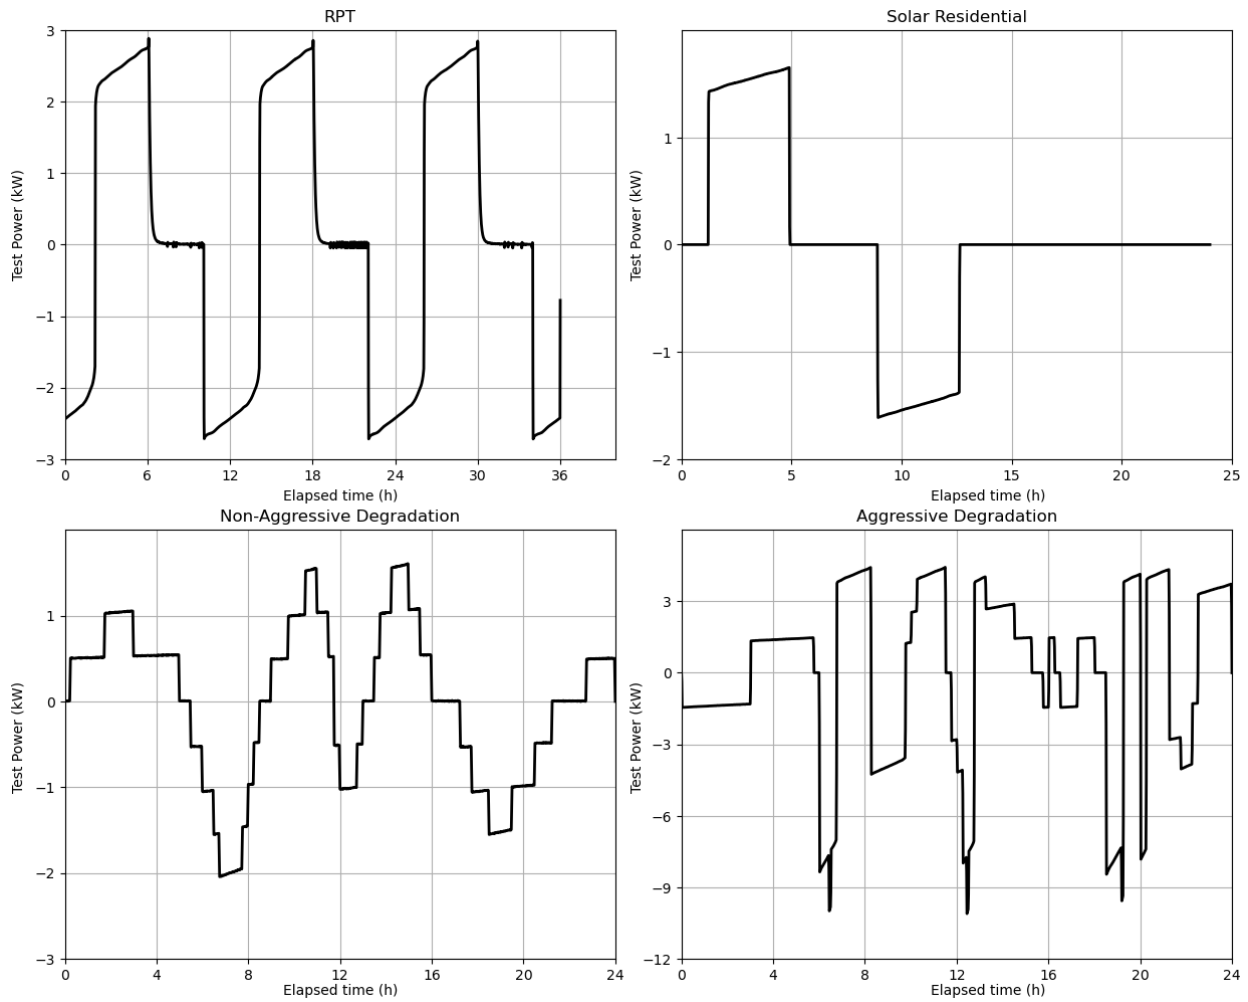 RPT
Test Power (kW)
3
2
1
0
−1
−2
−3
0 6 12 18 24 30 36
Elapsed time (h)
Solar Residential
Test Power (kW)
1
0
−1
−2
0 5 10 15 20 25
Elapsed time (h)
Non-Aggressive Degradation
Test Power (kW)
1
0
−1
−2
−3
0 4 8 12 16 20 24
Elapsed time (h)
Aggressive Degradation
Test Power (kW)
3
0
−3
−6
−9
−12
0 4 8 12 16 20 24
Elapsed time (h)